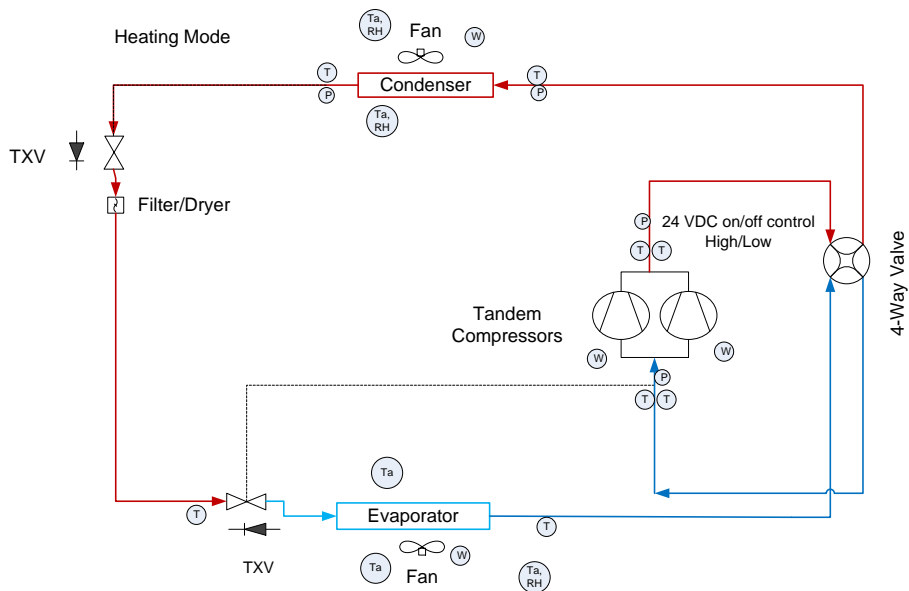 Heating Mode
Ta,
RH
Fan
W
T
P
Condenser
T
P
Ta,
RH
TXV
Filter/Dryer
P
24 VDC on/off control
High/Low
T
T
4-Way Valve
Tandem
Compressors
W
W
P
T
T
Ta
T
Evaporator
T
Ta
W
Fan
Ta,
RH
TXV